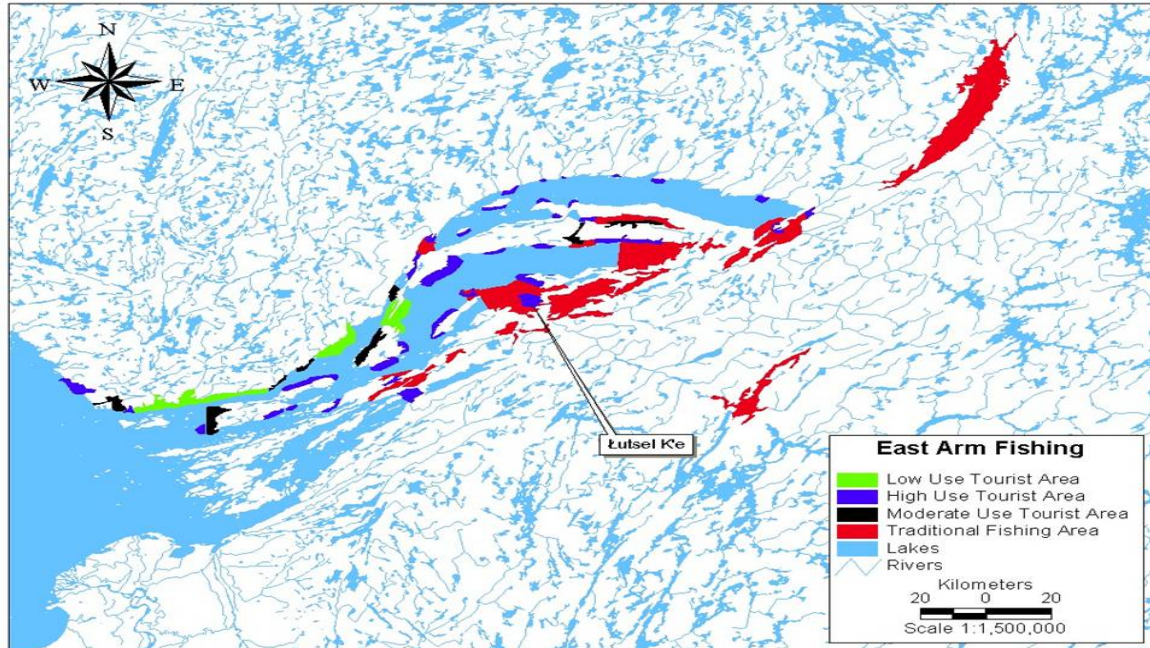 N
W E
S
Łutsel K'e
East Arm Fishing
Low Use Tourist Area
High Use Tourist Area
Moderate Use Tourist Area
Traditional Fishing Area
Lakes
Rivers
Kilometers
20 0 20
Scale 1:1,500,000